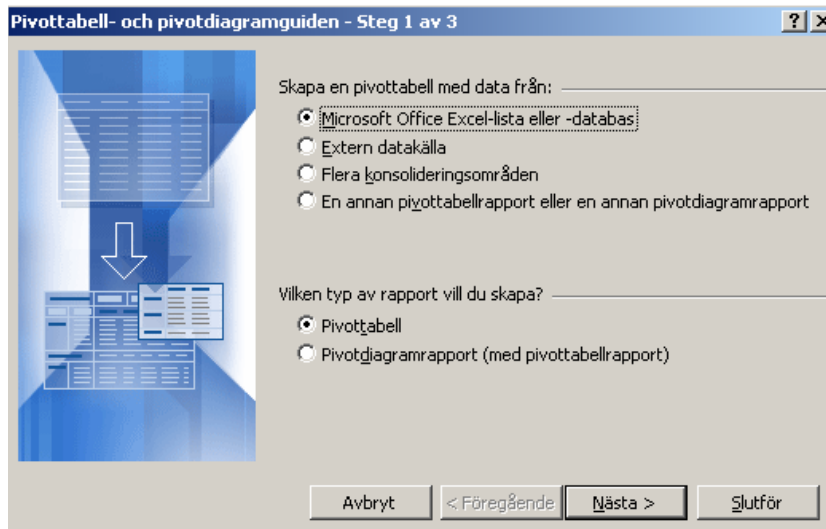 Pivottabell- och pivotdiagramguiden - Steg 1 av 3
Skapa en pivottabell med data från:
Microsoft Office Excel-lista eller -databas
Extern datakälla
Flera konsolideringsområden
En annan pivottabellrapport eller en annan pivotdiagramrapport
Vilken typ av rapport vill du skapa?
Pivottabell
Pivotdiagramrapport (med pivottabellrapport)
Avbryt < Föregående Nästa > Slutför